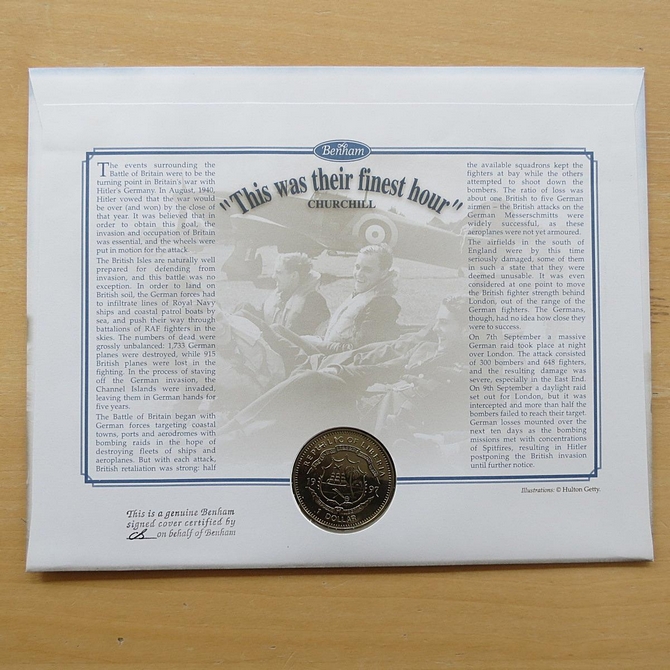 Benham
"This was their finest hour"
CHURCHILL
The events surrounding the
Battle of Britain were to be the
turning point in Britain's war with
Hitler's Germany. In August, 1940,
Hitler vowed that the war would
be over (and won) by the close of
that year. It was believed that in
order to obtain this goal, the
invasion and occupation of Britain
was essential, and the wheels were
put in motion for the attack.
The British Isles are naturally well
prepared for defending from
invasion, and this battle was no
exception. In order to land on
British soil, the German forces had
to infiltrate lines of Royal Navy
ships and coastal patrol boats by
sea, and push their way through
battalions of RAF fighters in the
skies. The numbers of dead were
grossly unbalanced: 1,733 German
planes were destroyed, while 915
British planes were lost in the
fighting. In the process of staving
off the German invasion, the
Channel Islands were invaded,
leaving them in German hands for
five years.
The Battle of Britain began with
German forces targeting coastal
towns, ports and aerodromes with
bombing raids in the hope of
destroying fleets of ships and
aeroplanes. But with each attack,
British retaliation was strong: half
the available squadrons kept the
fighters at bay while the others
attempted to shoot down the
bombers. The ratio of loss was
about one British to five German
airmen – the British attacks on the
German Messerschmitts were
widely successful, as these
aeroplanes were not yet armoured.
The airfields in the south of
England were by this time
seriously damaged, some of them
in such a state that they were
deemed unusable. It was even
considered at one point to move
the British fighter strength behind
London, out of the range of the
German fighters. The Germans,
though, had no idea how close they
were to success.
On 7th September a massive
German raid took place at night
over London. The attack consisted
of 300 bombers and 648 fighters,
and the resulting damage was
severe, especially in the East End.
On 9th September a daylight raid
set out for London, but it was
intercepted and more than half the
bombers failed to reach their target.
German losses mounted over the
next ten days as the bombing
missions met with concentrations
of Spitfires, resulting in Hitler
postponing the British invasion
until further notice.
Illustrations: © Hulton Getty.
REPUBLIC OF LIBERIA
1997
1 DOLLAR
This is a genuine Benham
signed cover certified by
on behalf of Benham